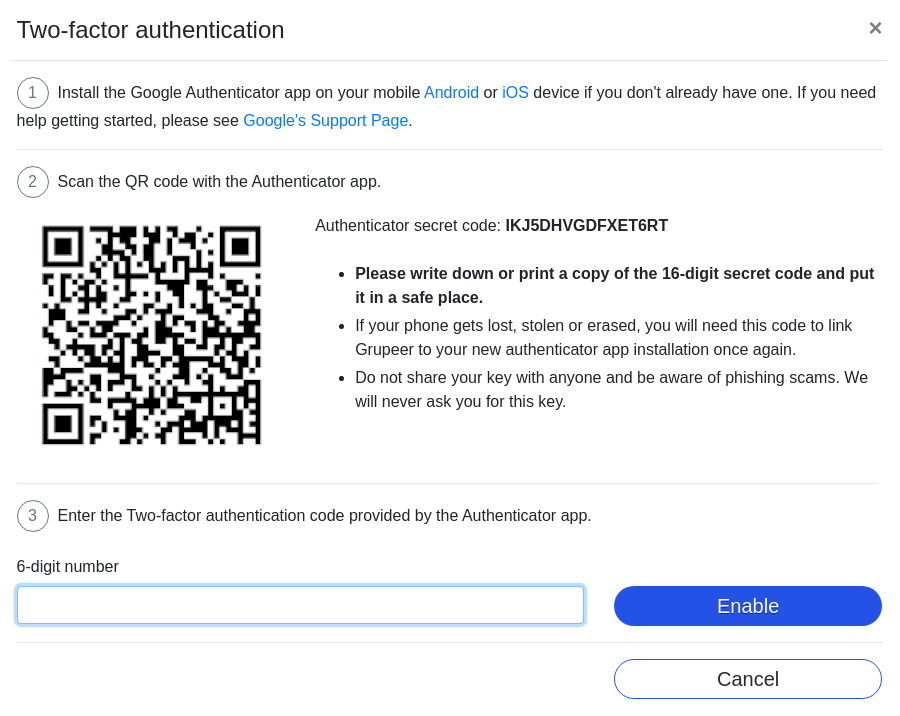 Two-factor authentication ×
1 Install the Google Authenticator app on your mobile Android or iOS device if you don't already have one. If you need
help getting started, please see Google's Support Page.
2 Scan the QR code with the Authenticator app.
Authenticator secret code: IKJ5DHVGDFXET6RT
• Please write down or print a copy of the 16-digit secret code and put
it in a safe place.
• If your phone gets lost, stolen or erased, you will need this code to link
Grupeer to your new authenticator app installation once again.
• Do not share your key with anyone and be aware of phishing scams. We
will never ask you for this key.
3 Enter the Two-factor authentication code provided by the Authenticator app.
6-digit number
Enable
Cancel